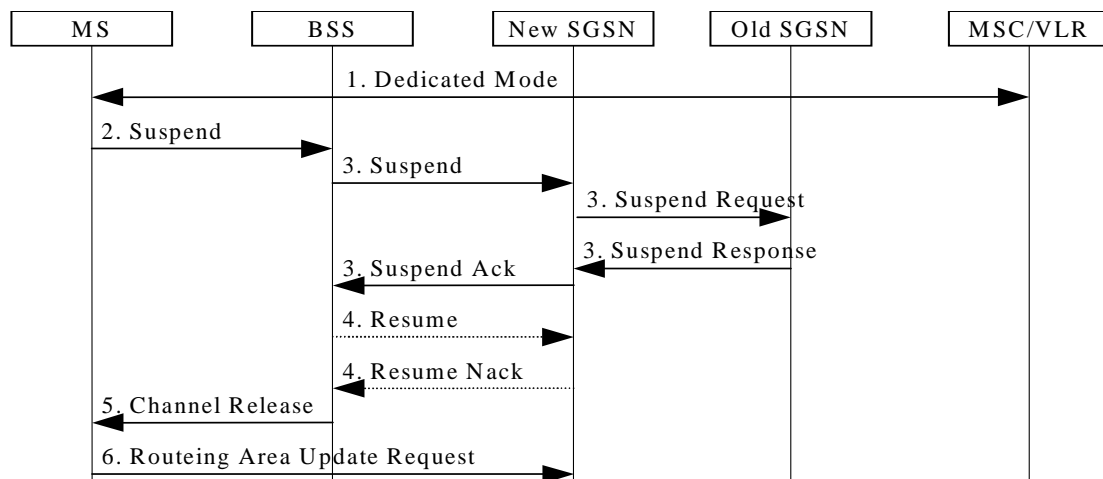 MS
BSS
New SGSN
Old SGSN
MSC/VLR
1. Dedicated Mode
2. Suspend
3. Suspend
3. Suspend Request
3. Suspend Response
3. Suspend Ack
4. Resume
4. Resume Nack
5. Channel Release
6. Routeing Area Update Request